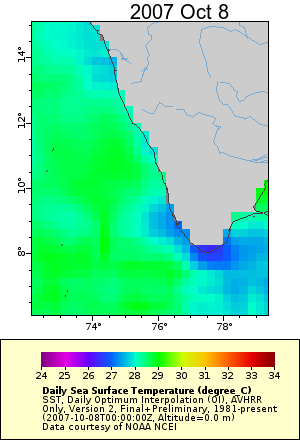 2007 Oct 8
14°
12°
10°
8°
74° 76° 78°
24 25 26 27 28 29 30 31 32 33 34
Daily Sea Surface Temperature (degree_C)
SST, Daily Optimum Interpolation (OI), AVHRR
Only, Version 2, Final+Preliminary, 1981-present
(2007-10-08T00:00:00Z, Altitude=0.0 m)
Data courtesy of NOAA NCEI